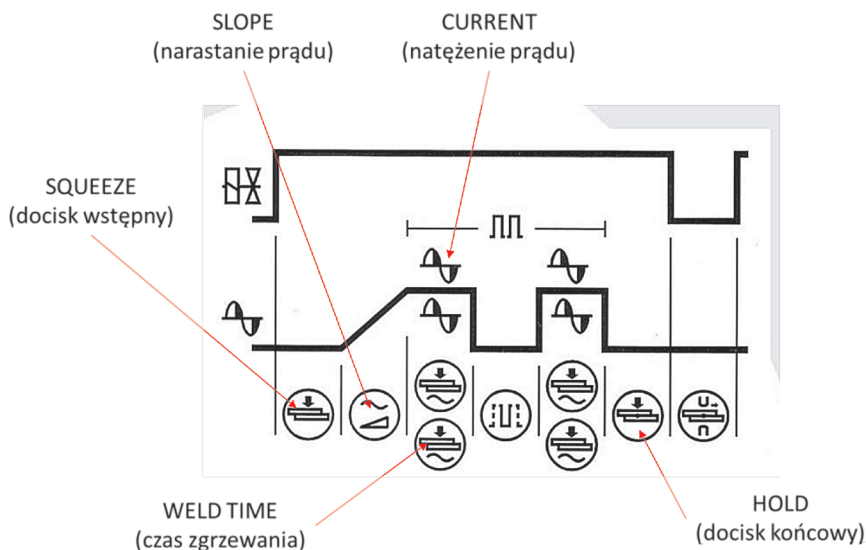 SLOPE
(narastanie prądu)
CURRENT
(natężenie prądu)
SQUEEZE
(docisk wstępny)
WELD TIME
(czas zgrzewania)
HOLD
(docisk końcowy)